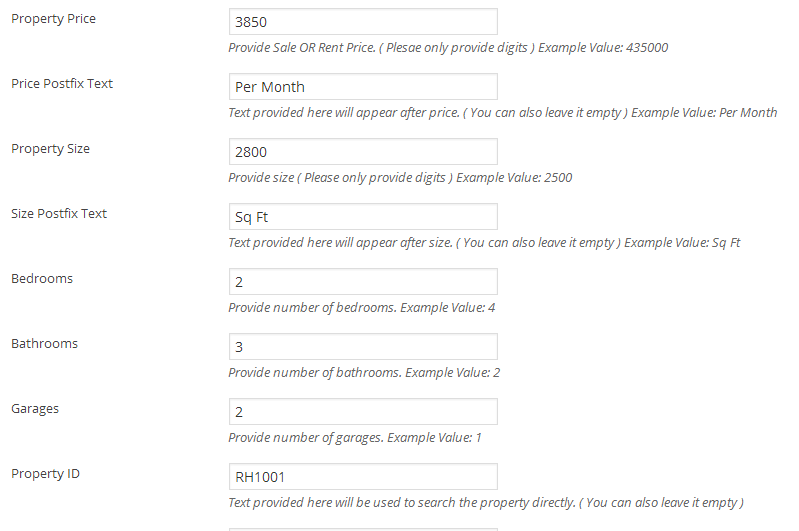 Property Price
3850
Provide Sale OR Rent Price. ( Plesae only provide digits ) Example Value: 435000
Price Postfix Text
Per Month
Text provided here will appear after price. ( You can also leave it empty ) Example Value: Per Month
Property Size
2800
Provide size ( Please only provide digits ) Example Value: 2500
Size Postfix Text
Sq Ft
Text provided here will appear after size. ( You can also leave it empty ) Example Value: Sq Ft
Bedrooms
2
Provide number of bedrooms. Example Value: 4
Bathrooms
3
Provide number of bathrooms. Example Value: 2
Garages
2
Provide number of garages. Example Value: 1
Property ID
RH1001
Text provided here will be used to search the property directly. ( You can also leave it empty )